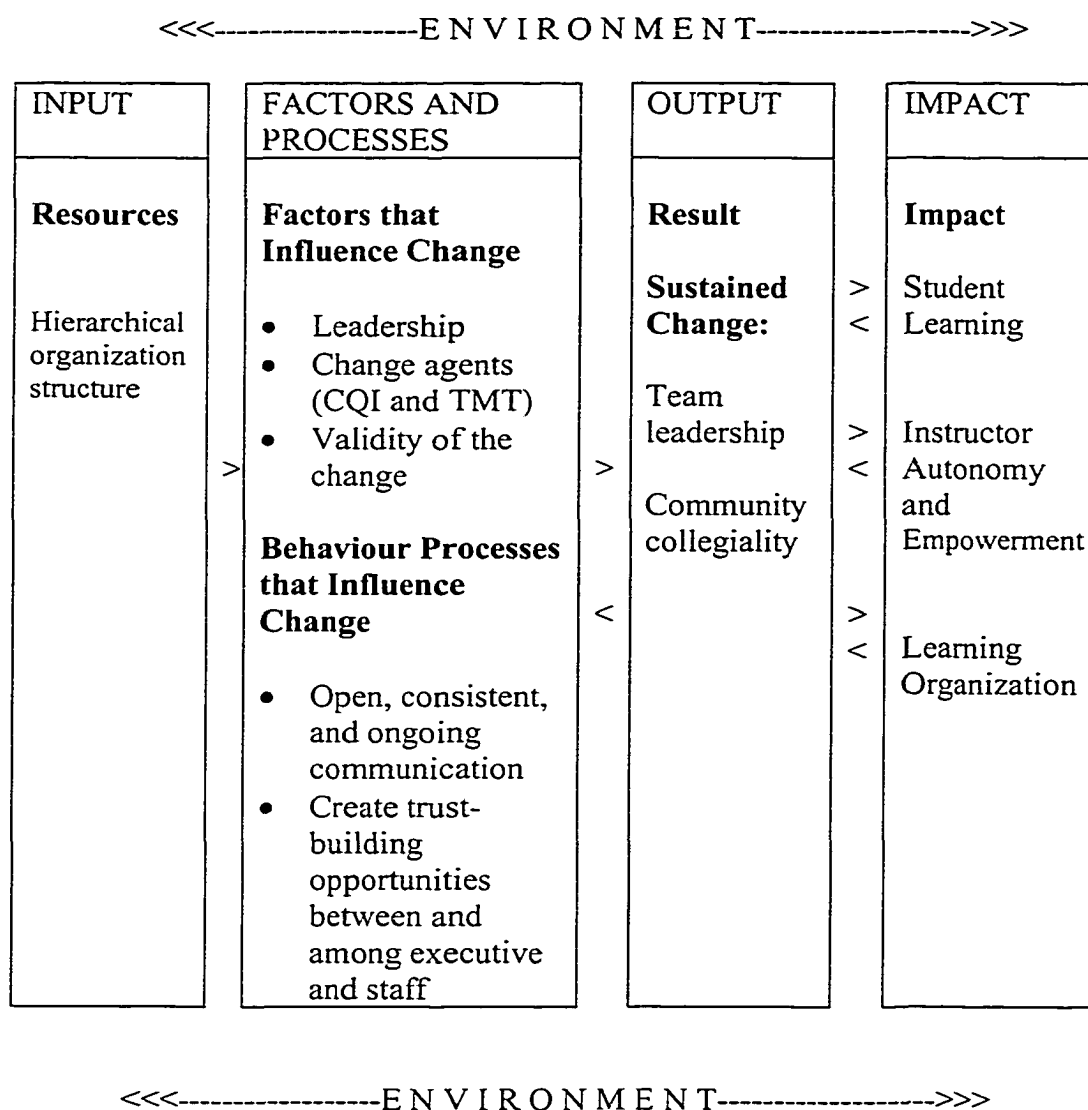 <<<------------------E N V I R O N M E N T------------------->>>
INPUT
Resources
Hierarchical
organization
structure
>
FACTORS AND
PROCESSES
Factors that
Influence Change
• Leadership
• Change agents
(CQI and TMT)
• Validity of the
change
Behaviour Processes
that Influence
Change
• Open, consistent,
and ongoing
communication
• Create trust-
building
opportunities
between and
among executive
and staff
>
<
OUTPUT
Result
Sustained
Change:
Team
leadership
Community
collegiality
>
<
>
<
>
<
IMPACT
Impact
Student
Learning
Instructor
Autonomy
and
Empowerment
Learning
Organization
<<<------------------E N V I R O N M E N T------------------->>>